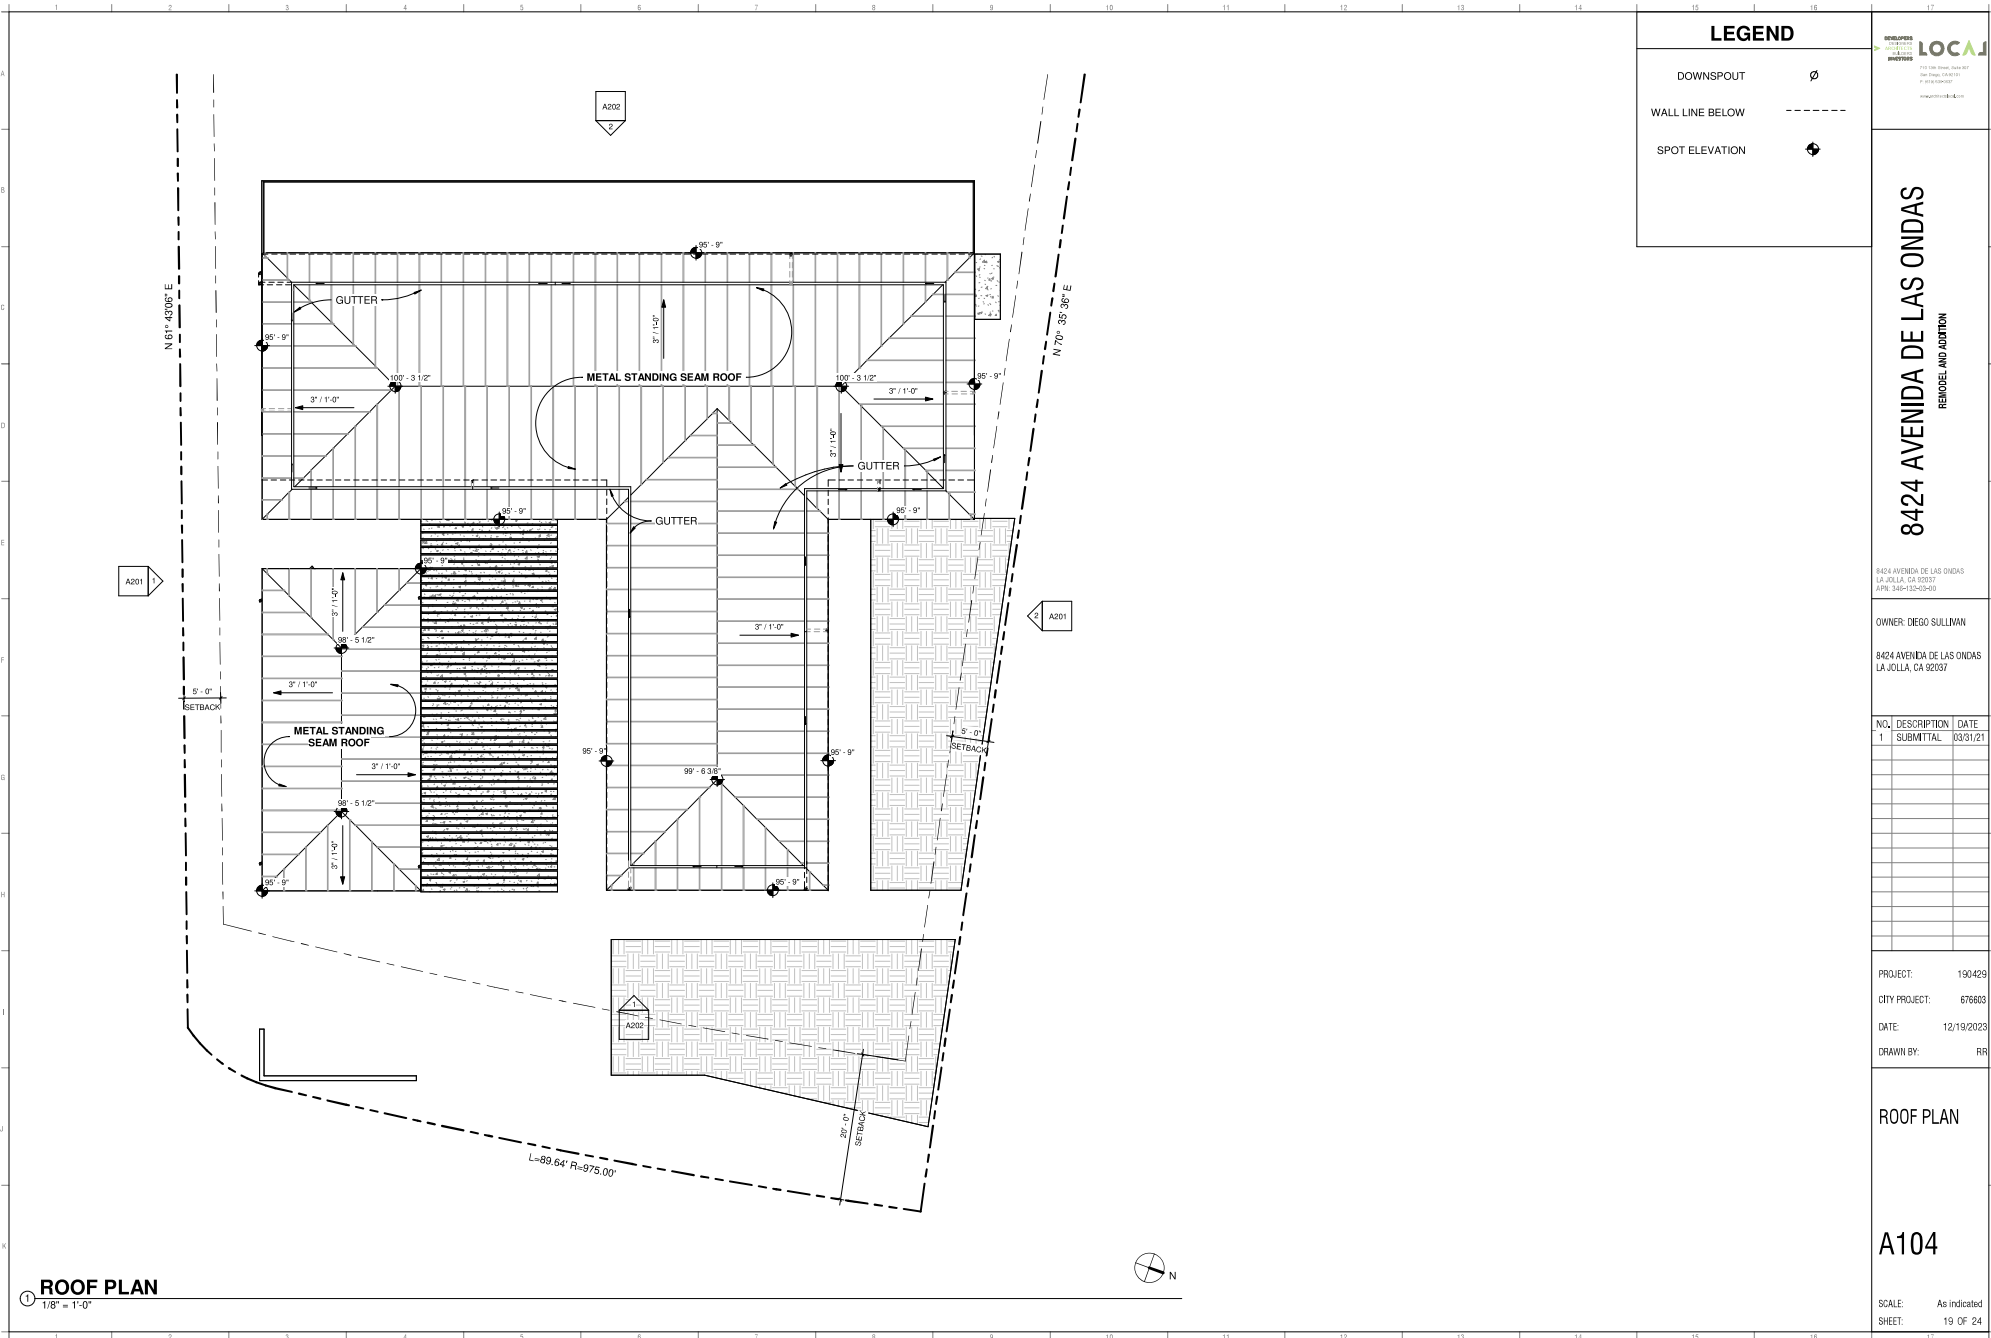 LEGEND
DOWNSPOUT
WALL LINE BELOW
SPOT ELEVATION
A202
2
N 61° 43'06" E
N 70° 35' 36" E
95' - 9"
GUTTER
3" / 1'-0"
95' - 9"
100' - 3 1/2"
METAL STANDING SEAM ROOF
100' - 3 1/2"
95' - 9"
3" / 1'-0"
3" / 1'-0"
3" / 1'-0"
GUTTER
95' - 9"
GUTTER
95' - 9"
A201
1
95' - 9"
3" / 1'-0"
2
A201
3" / 1'-0"
98' - 5 1/2"
3" / 1'-0"
5' - 0"
SETBACK
METAL STANDING
SEAM ROOF
5' - 0"
SETBACK
95' - 9"
95' - 9"
3" / 1'-0"
99' - 6 3/8"
98' - 5 1/2"
3" / 1'-0"
95' - 9"
95' - 9"
1
A202
20' - 0"
SETBACK
L=89.64' R=975.00'
N
1
ROOF PLAN
1/8" = 1'-0"
DEVELOPERS
DESIGNERS
ARCHITECTS
BUILDERS
INVESTORS
LOCAL
8424 AVENIDA DE LAS ONDAS
REMODEL AND ADDITION
8424 AVENIDA DE LAS ONDAS
LA JOLLA, CA 92037
APN: 346-132-03-00
OWNER: DIEGO SULLIVAN
8424 AVENIDA DE LAS ONDAS
LA JOLLA, CA 92037
NO. DESCRIPTION DATE
1 SUBMITTAL 03/31/21
PROJECT: 190429
CITY PROJECT: 676603
DATE: 12/19/2023
DRAWN BY: RR
ROOF PLAN
A104
SCALE: As indicated
SHEET: 19 OF 24